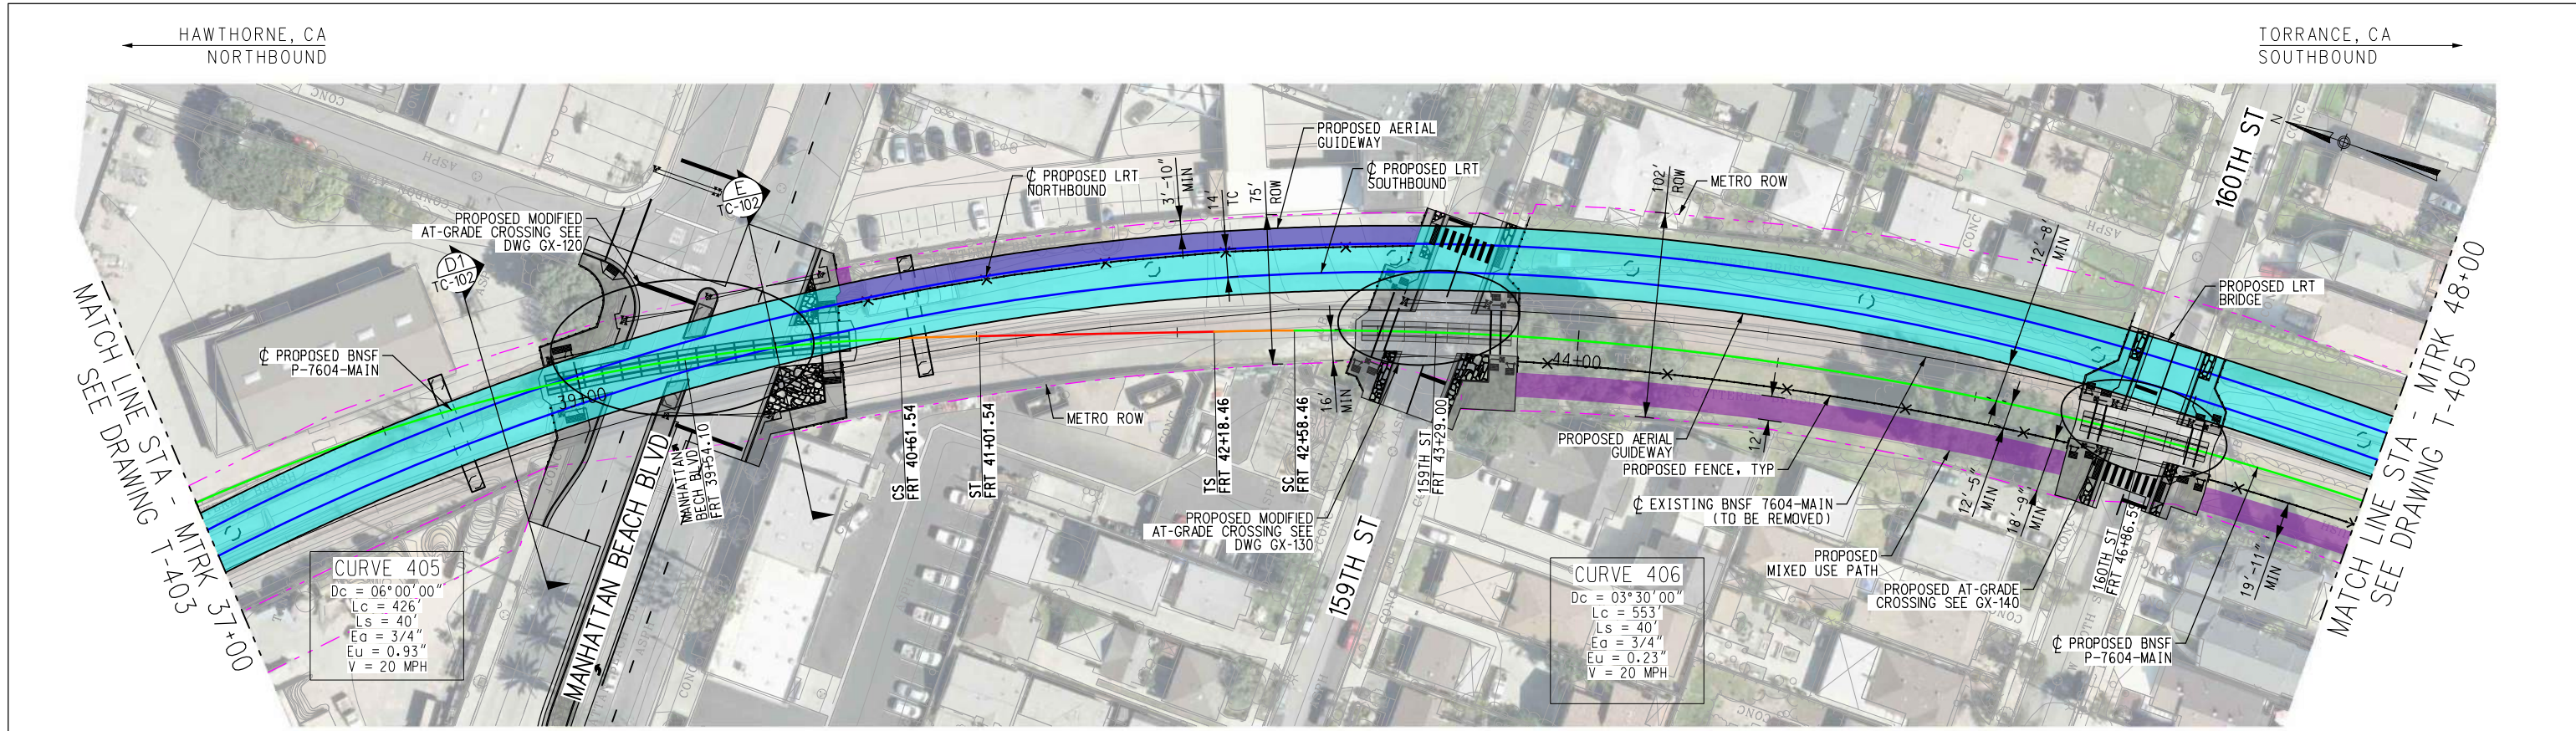 HAWTHORNE, CA
NORTHBOUND
TORRANCE, CA
SOUTHBOUND
PROPOSED AERIAL
GUIDEWAY
℄ PROPOSED LRT
NORTHBOUND
3'-10"
MIN
14'
TC
75'
ROW
℄ PROPOSED LRT
SOUTHBOUND
102'
ROW
METRO ROW
160TH ST
N
E
TC-102
PROPOSED MODIFIED
AT-GRADE CROSSING SEE
DWG GX-120
D1
TC-102
12'-8"
MIN
PROPOSED LRT
BRIDGE
MATCH LINE STA - MTRK 48+00
SEE DRAWING T-405
MATCH LINE STA - MTRK 37+00
SEE DRAWING T-403
℄ PROPOSED BNSF
P-7604-MAIN
39+00
44+00
16'
MIN
METRO ROW
MANHATTAN
BECH BLVD
FRT 39+54.10
CS
FRT 40+61.54
ST
FRT 41+01.54
TS
FRT 42+18.46
SC
FRT 42+58.46
159TH ST
FRT 43+29.00
12'
PROPOSED AERIAL
GUIDEWAY
PROPOSED FENCE, TYP
℄ EXISTING BNSF 7604-MAIN
(TO BE REMOVED)
12'-5"
MIN
18'-9"
MIN
PROPOSED MODIFIED
AT-GRADE CROSSING SEE
DWG GX-130
159TH ST
MANHATTAN BEACH BLVD
PROPOSED
MIXED USE PATH
PROPOSED AT-GRADE
CROSSING SEE GX-140
160TH ST
FRT 46+86.59
19'-11"
MIN
℄ PROPOSED BNSF
P-7604-MAIN
CURVE 405
Dc = 06°00'00"
Lc = 426'
Ls = 40'
Ea = 3/4"
Eu = 0.93"
V = 20 MPH
CURVE 406
Dc = 03°30'00"
Lc = 553'
Ls = 40'
Ea = 3/4"
Eu = 0.23"
V = 20 MPH